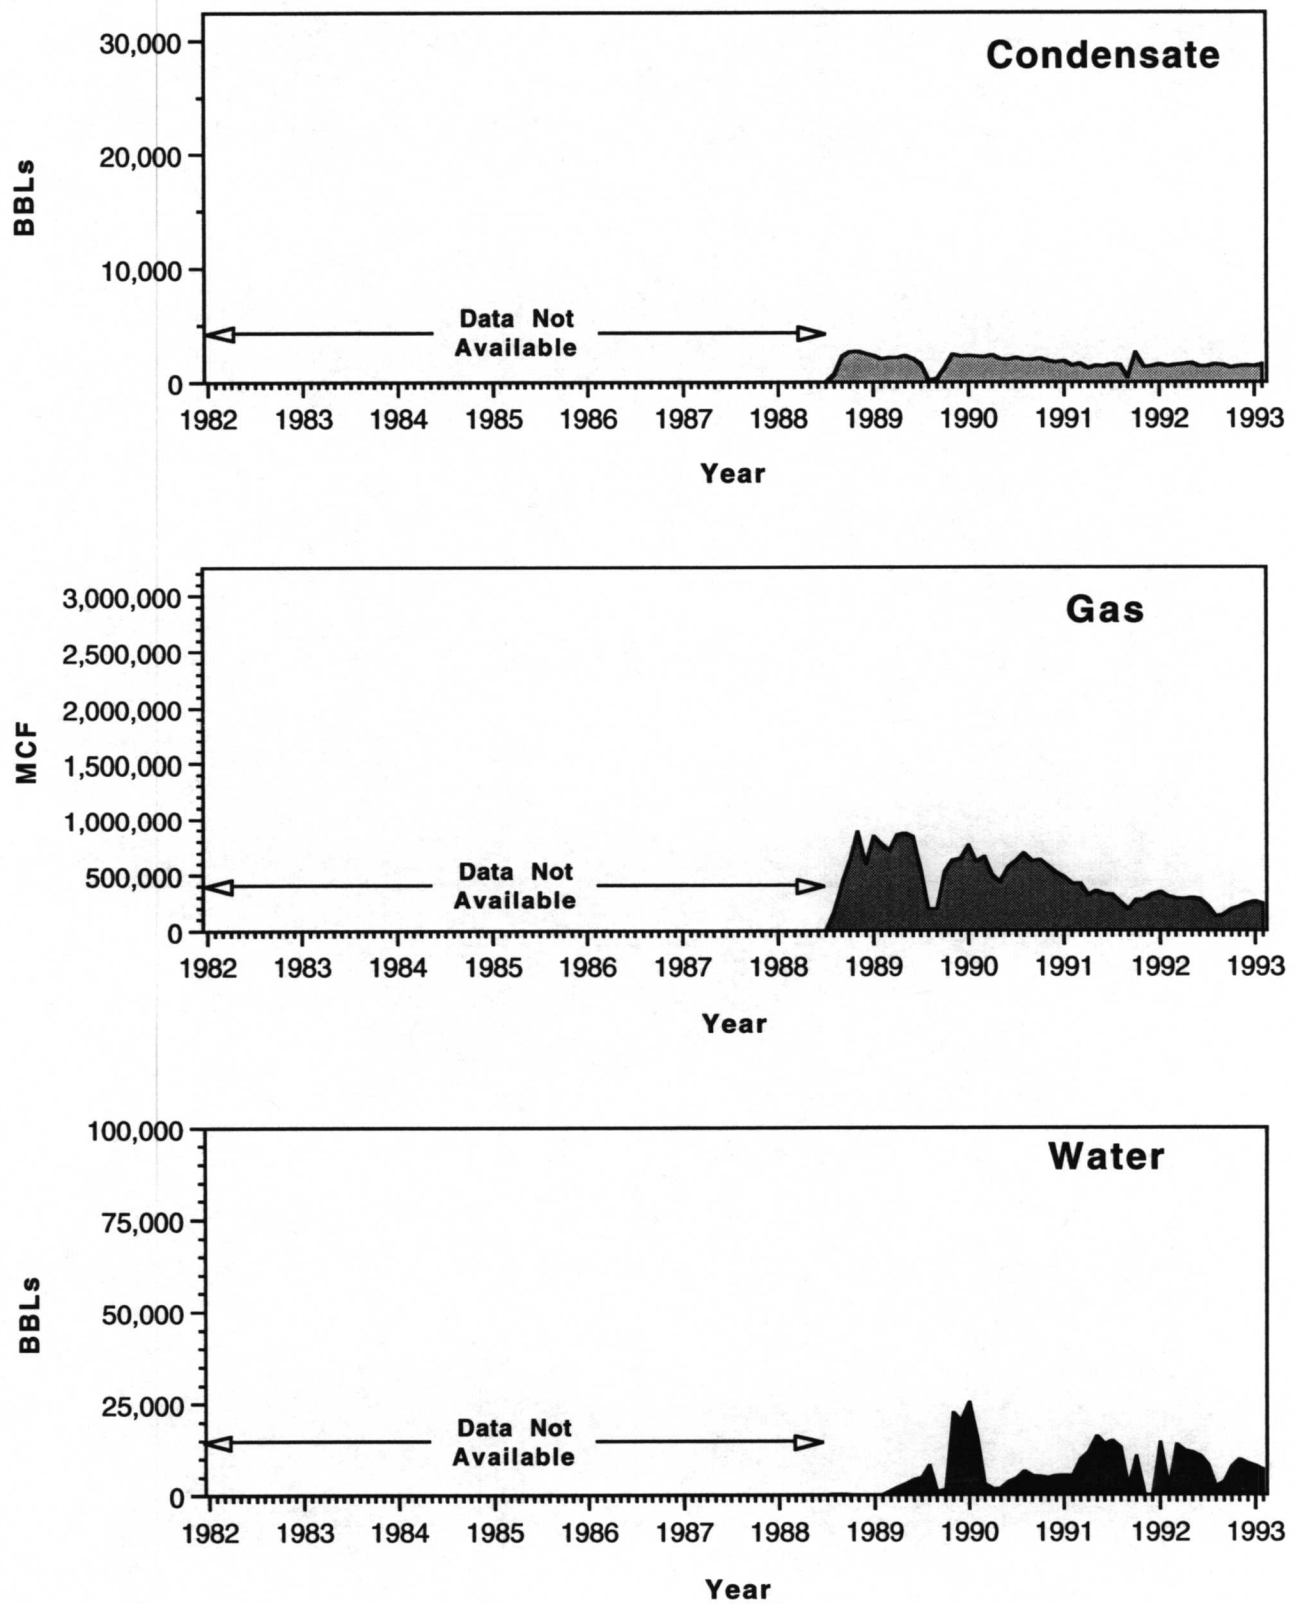 Condensate
30,000
20,000
10,000
0
BBLs
Data Not
Available
1982 1983 1984 1985 1986 1987 1988 1989 1990 1991 1992 1993
Year
Gas
3,000,000
2,500,000
2,000,000
1,500,000
1,000,000
500,000
0
MCF
Data Not
Available
1982 1983 1984 1985 1986 1987 1988 1989 1990 1991 1992 1993
Year
Water
100,000
75,000
50,000
25,000
0
BBLs
Data Not
Available
1982 1983 1984 1985 1986 1987 1988 1989 1990 1991 1992 1993
Year